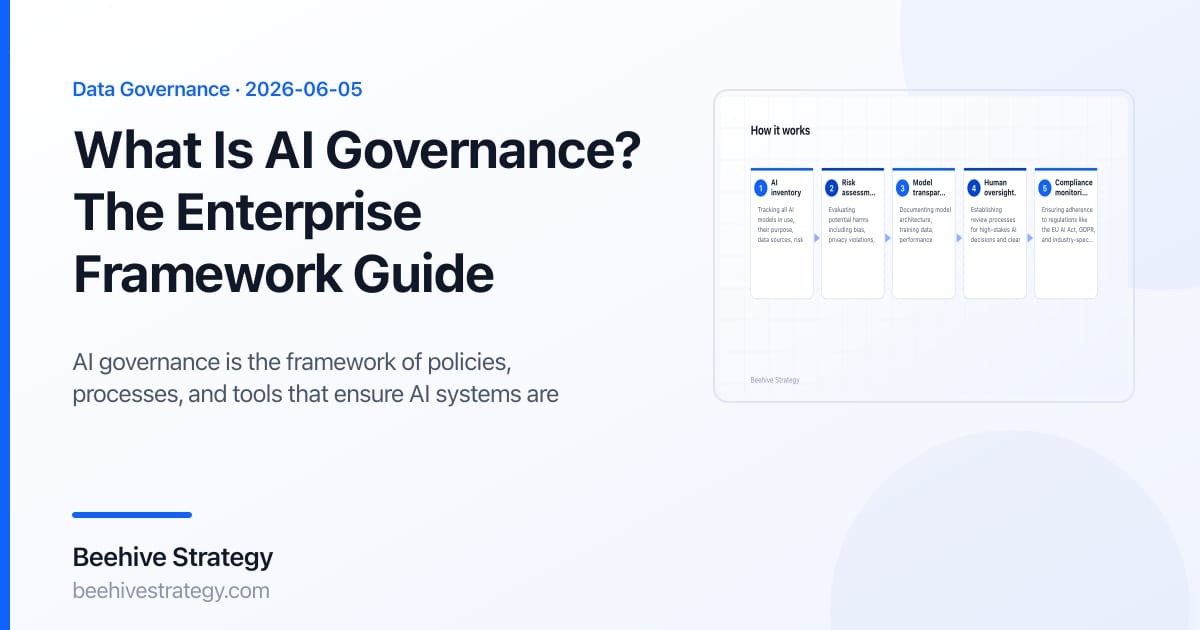 Data Governance · 2026-06-05
What Is AI Governance?
The Enterprise
Framework Guide
AI governance is the framework of policies,
processes, and tools that ensure AI systems are
Beehive Strategy
beehivestrategy.com
How it works
1 AI
inventory
Tracking all AI
models in use,
their purpose,
data sources, risk
2 Risk
assessm...
Evaluating
potential harms
including bias,
privacy violations,
3 Model
transpar...
Documenting model
architecture,
training data,
performance
4 Human
oversight.
Establishing
review processes
for high-stakes AI
decisions and clear
5 Compliance
monitori...
Ensuring adherence
to regulations like
the EU AI Act, GDPR,
and industry-spec...
Beehive Strategy